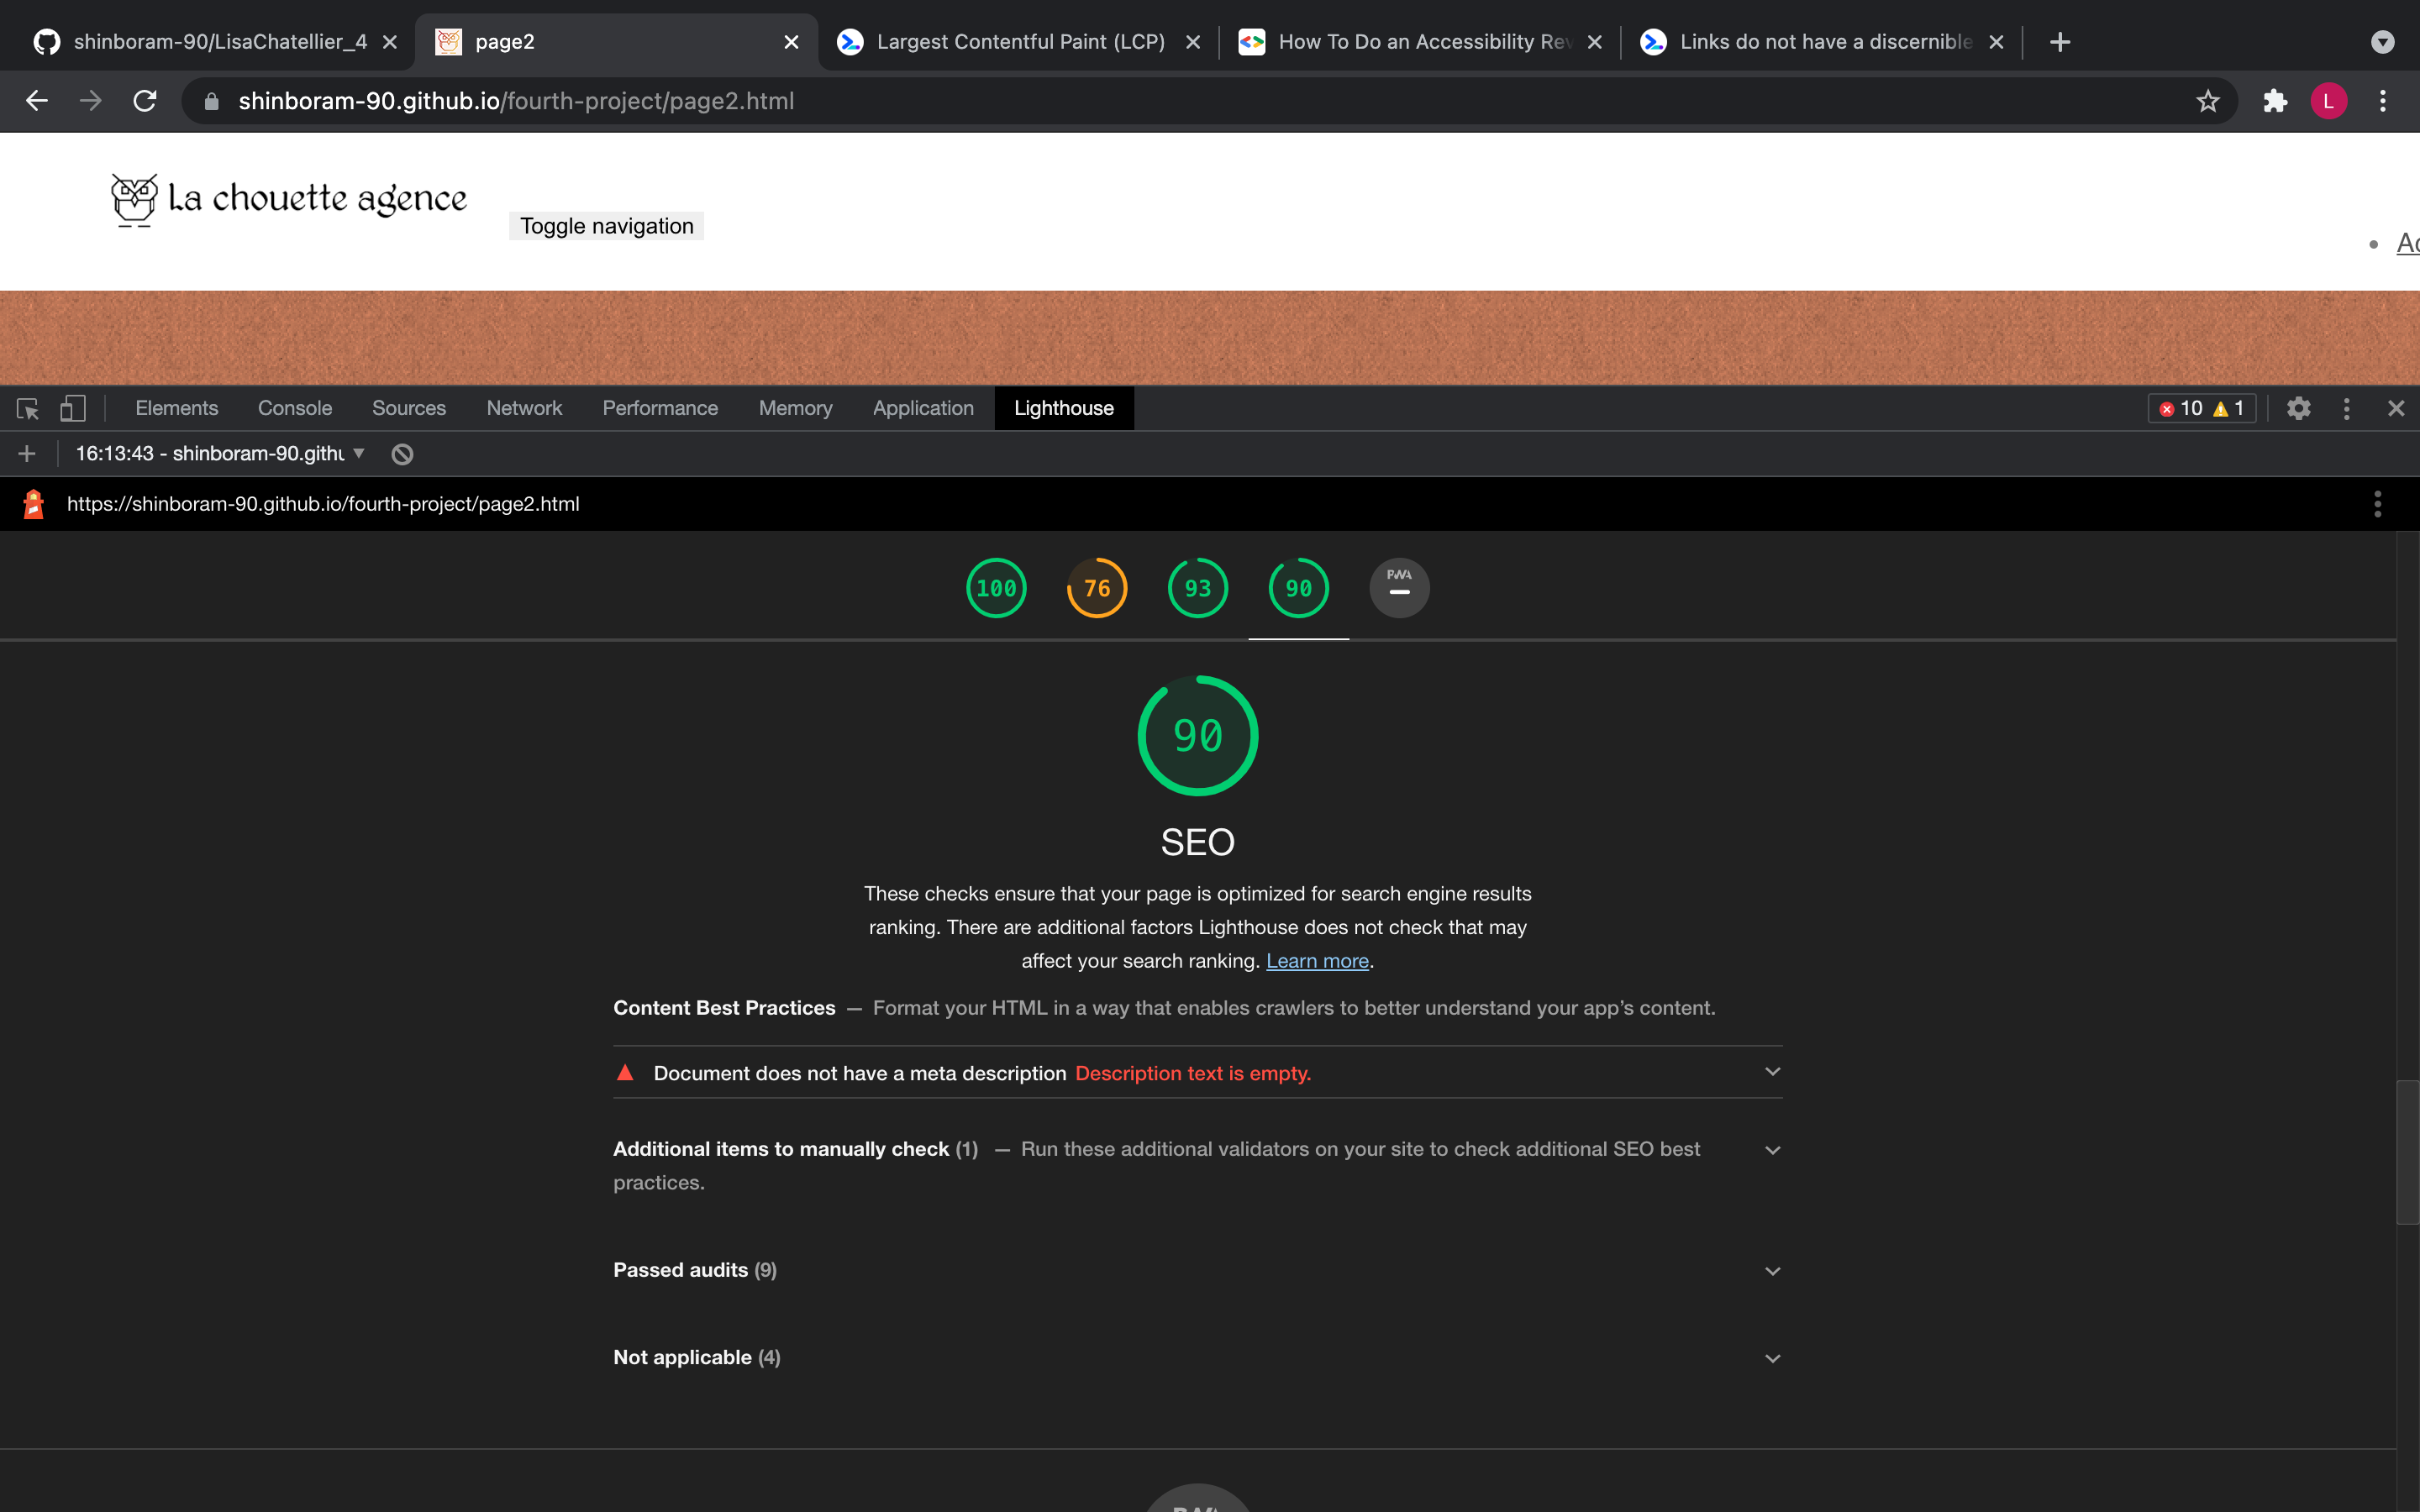 shinboram-90/LisaChatellier_4
page2
Largest Contentful Paint (LCP)
How To Do an Accessibility Rev
Links do not have a discernible
shinboram-90.github.io/fourth-project/page2.html
L
La chouette agence
Toggle navigation
Elements Console Sources Network Performance Memory Application Lighthouse 10 1
16:13:43 - shinboram-90.githu
https://shinboram-90.github.io/fourth-project/page2.html
100 76 93 90 PWA
90
SEO
These checks ensure that your page is optimized for search engine results
ranking. There are additional factors Lighthouse does not check that may
affect your search ranking. Learn more.
Content Best Practices — Format your HTML in a way that enables crawlers to better understand your app’s content.
Document does not have a meta description Description text is empty.
Additional items to manually check (1) — Run these additional validators on your site to check additional SEO best
practices.
Passed audits (9)
Not applicable (4)